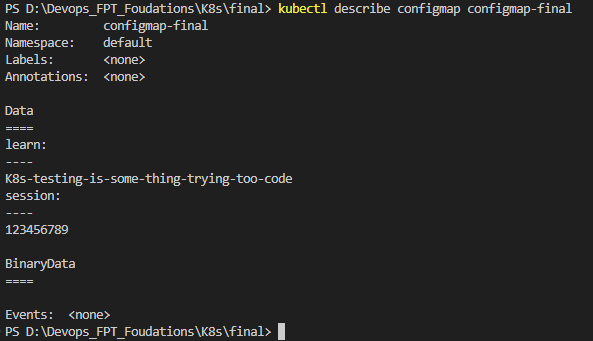 PS D:\Devops_FPT_Foudations\K8s\final> kubectl describe configmap configmap-final
Name:         configmap-final
Namespace:    default
Labels:       <none>
Annotations:  <none>

Data
====
learn:
----
K8s-testing-is-some-thing-trying-too-code
session:
----
123456789

BinaryData
====

Events:  <none>
PS D:\Devops_FPT_Foudations\K8s\final>